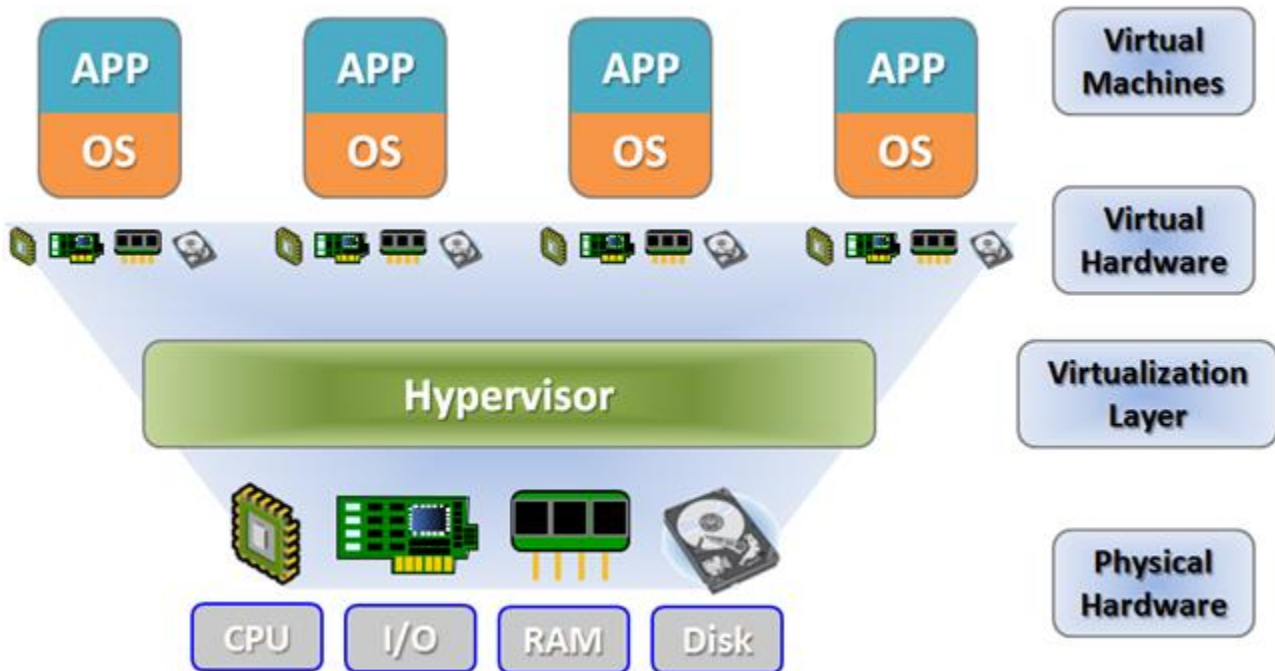 APP
APP
APP
APP
Virtual
Machines
OS
OS
OS
OS
Virtual
Hardware
Hypervisor
Virtualization
Layer
Physical
Hardware
CPU
I/O
RAM
Disk